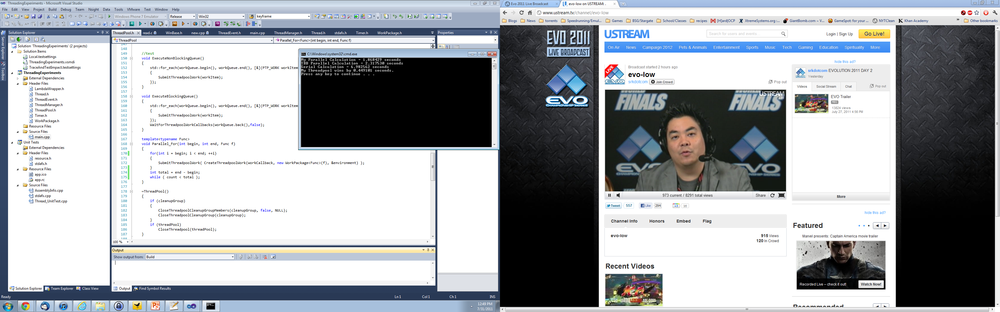 ThreadingExperiments - Microsoft Visual Studio
File Edit View Project Build Debug Team Nsight Data Tools VMware Test Window Help
Windows Phone 7 Emulator Release Win32 keyframe
Server Explorer
Toolbox
Solution Explorer
Solution 'ThreadingExperiments' (2 projects)
Solution Items
Local.testsettings
ThreadingExperiments.vsmdi
TraceAndTestImpact.testsettings
ThreadingExperiments
External Dependencies
Header Files
LambdaWrapper.h
Thread.h
ThreadEvent.h
ThreadManager.h
ThreadPool.h
Timer.h
WorkPackage.h
Resource Files
Source Files
main.cpp
Unit Tests
External Dependencies
Header Files
resource.h
stdafx.h
Resource Files
app.ico
app.rc
Source Files
AssemblyInfo.cpp
stdafx.cpp
Thread_UnitTest.cpp
Solution Explorer Team Explorer Class View
ThreadPool.h read.c WinBase.h new.cpp ThreadEvent.h main.cpp ThreadManager.h Thread.h stdafx.h Timer.h WorkPackage.h
ThreadPool Parallel_For<Func>(int begin, int end, Func f)
147
148
149 //test
150 void ExecuteNonBlockingQueue()
151 {
152 std::for_each(workQueue.begin(), workQueue.end(), [&](PTP_WORK workItem
153 {
154 SubmitThreadpoolWork(workItem);
155 });
156 }
157
158 void ExecuteBlockingQueue()
159 {
160 std::for_each(workQueue.begin(), workQueue.end(), [&](PTP_WORK workItem
161 {
162 SubmitThreadpoolWork(workItem);
163 });
164 WaitForThreadpoolWorkCallbacks(workQueue.back(),false);
165 }
166
167 template<typename Func>
168 void Parallel_For(int begin, int end, Func f)
169 {
170 for(int i = begin; i < end; ++i)
171 {
172 SubmitThreadpoolWork( CreateThreadpoolWork(workCallback, new WorkPackage<Func>(f), &environment) );
173 }
174 int total = end - begin;
175 while ( count < total );
176 }
177
178 ~ThreadPool()
179 {
180 if (cleanupGroup)
181 {
182 CloseThreadpoolCleanupGroupMembers(cleanupGroup, false, NULL);
183 CloseThreadpoolCleanupGroup(cleanupGroup);
184 }
185 if (threadPool)
186 CloseThreadpool(threadPool);
187 }
188
100 %
Properties
C:\Windows\system32\cmd.exe
My Parallel Calculation = 1.868429 seconds
TBB Parallel Calculation = 2.317530 seconds
Serial Calculation = 6.982562 seconds
My Threadpool wins by 0.449101 seconds.
Press any key to continue . . .
Output
Show output from: Build
Output Find Symbol Results
Ready Ln 1 Col 1 Ch 1 INS
12:49 PM
7/31/2011
Evo 2011 Live Broadcast
evo-low on USTREAM: .
www.ustream.tv/channel/evo-low
Blogs News torrents Speedrunning/Emul... Games BSG/Stargate School/Classes recipes [H]ard|OCP XtremeSystems.org :... GiantBomb.com ~ V... GameSpot: for your ... NYTClean Khan Academy » Other bookmarks
EVO 2011
LIVE BROADCAST
EVO
CHAMPIONSHIP SERIES
USTREAM
Search for users and events...
Login | Sign Up Go Live!
On Air News Campaign 2012 Pets & Animals Entertainment Sports Music Tech Gaming Education Spirituality More
hide this ad?
LIVE
Broadcast started 2 hours ago
evo-low
srkdotcom Join Crowd
Pop out
WORLD FINALS
WORLD FINALS
USTREAM
LIVE
EVO
EVO
973 current / 8291 total views Share
Tweet 557 Like 294 +1 35
Channel Info Honors Embed Flag
evo-low
915 Views
120 In Crowd
Recent Videos
srkdotcom EVOLUTION 2011 DAY 2
Yesterday
Videos Social Stream Chat Pop out
EVO Trailer
REC
13824 views
July 27, 2011 4:56 PM
More
hide this ad?
Featured
Marvel presents: Captain America movie trailer
Recorded Live – check it out! Watch Now!
Recommended